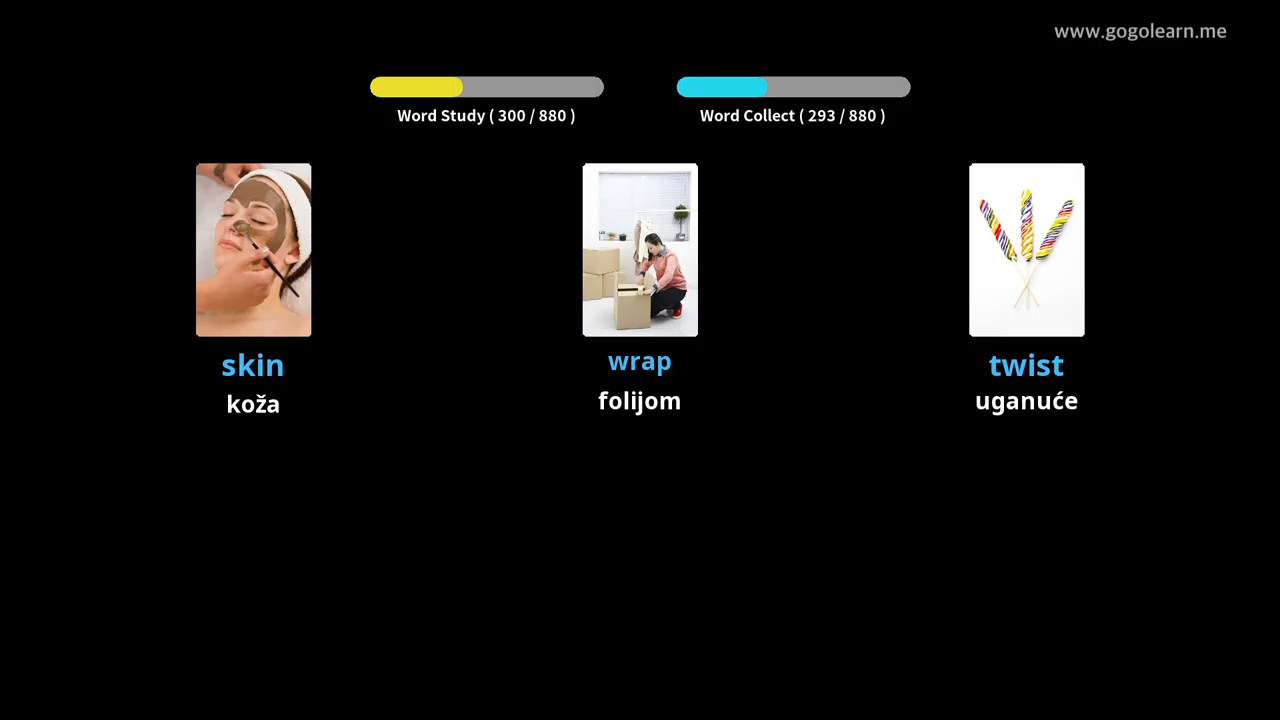 www.gogolearn.me
Word Study ( 300 / 880 )
Word Collect ( 293 / 880 )
skin
wrap
twist
koža
folijom
uganuće